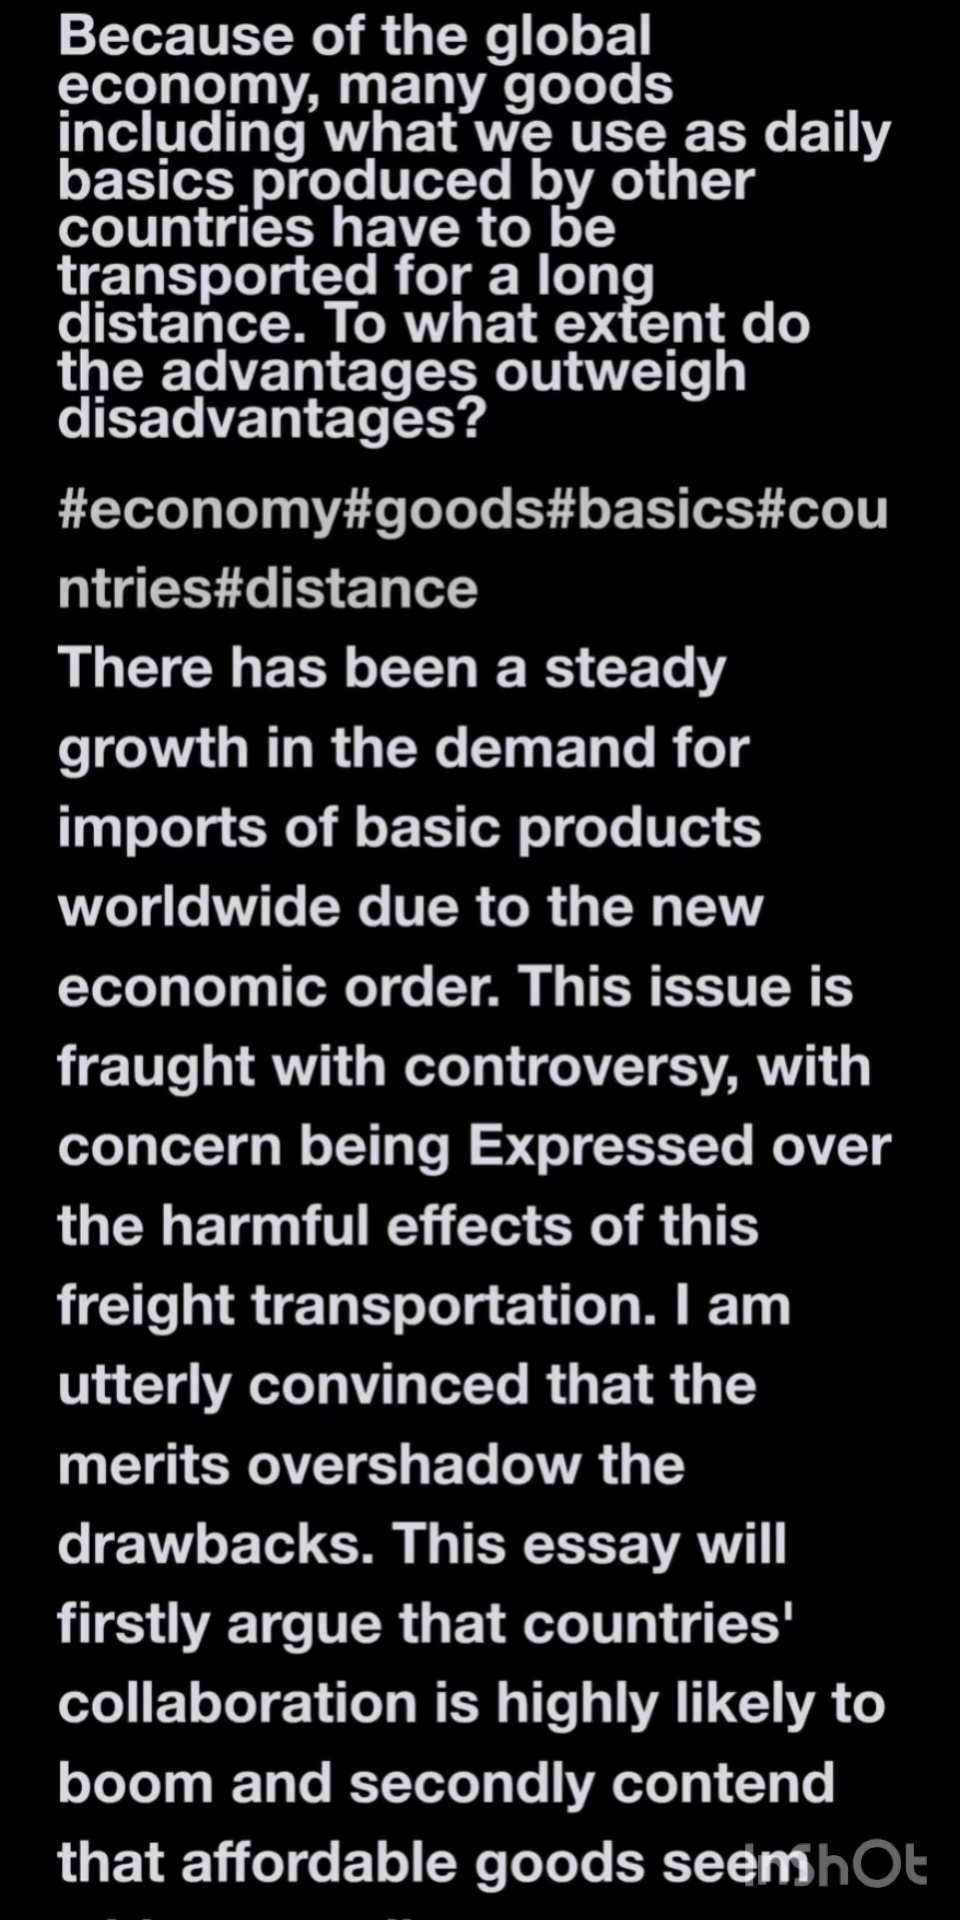 Because of the global
economy, many goods
including what we use as daily
basics produced by other
countries have to be
transported for a long
distance. To what extent do
the advantages outweigh
disadvantages?
#economy#goods#basics#cou
ntries#distance
There has been a steady
growth in the demand for
imports of basic products
worldwide due to the new
economic order. This issue is
fraught with controversy, with
concern being Expressed over
the harmful effects of this
freight transportation. I am
utterly convinced that the
merits overshadow the
drawbacks. This essay will
firstly argue that countries'
collaboration is highly likely to
boom and secondly contend
that affordable goods seem
InShOt